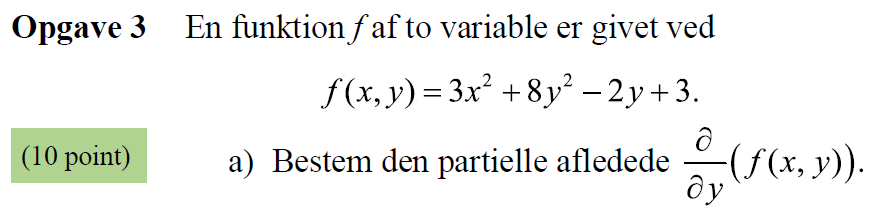 Opgave 3 En funktion f af to variable er givet ved
f(x, y) = 3x² + 8y² − 2y + 3.
(10 point) a) Bestem den partielle afledede ∂/∂y (f(x, y)).